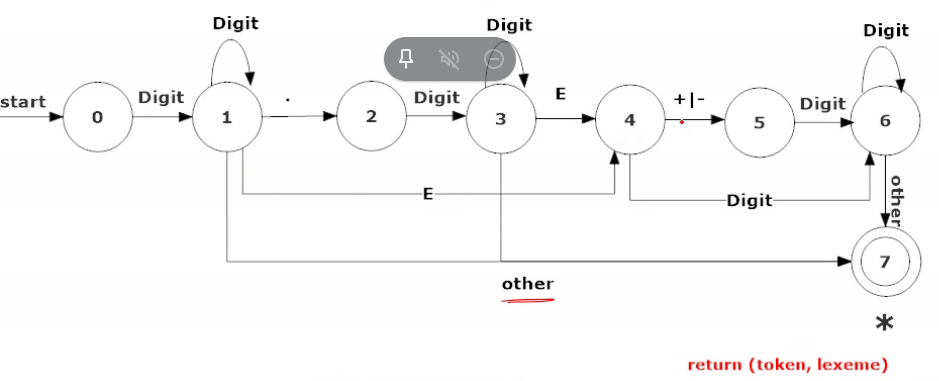 Digit Digit Digit
start 0 Digit 1 . 2 Digit 3 E 4 +|- 5 Digit 6
E Digit other
7
other
*
return (token, lexeme)